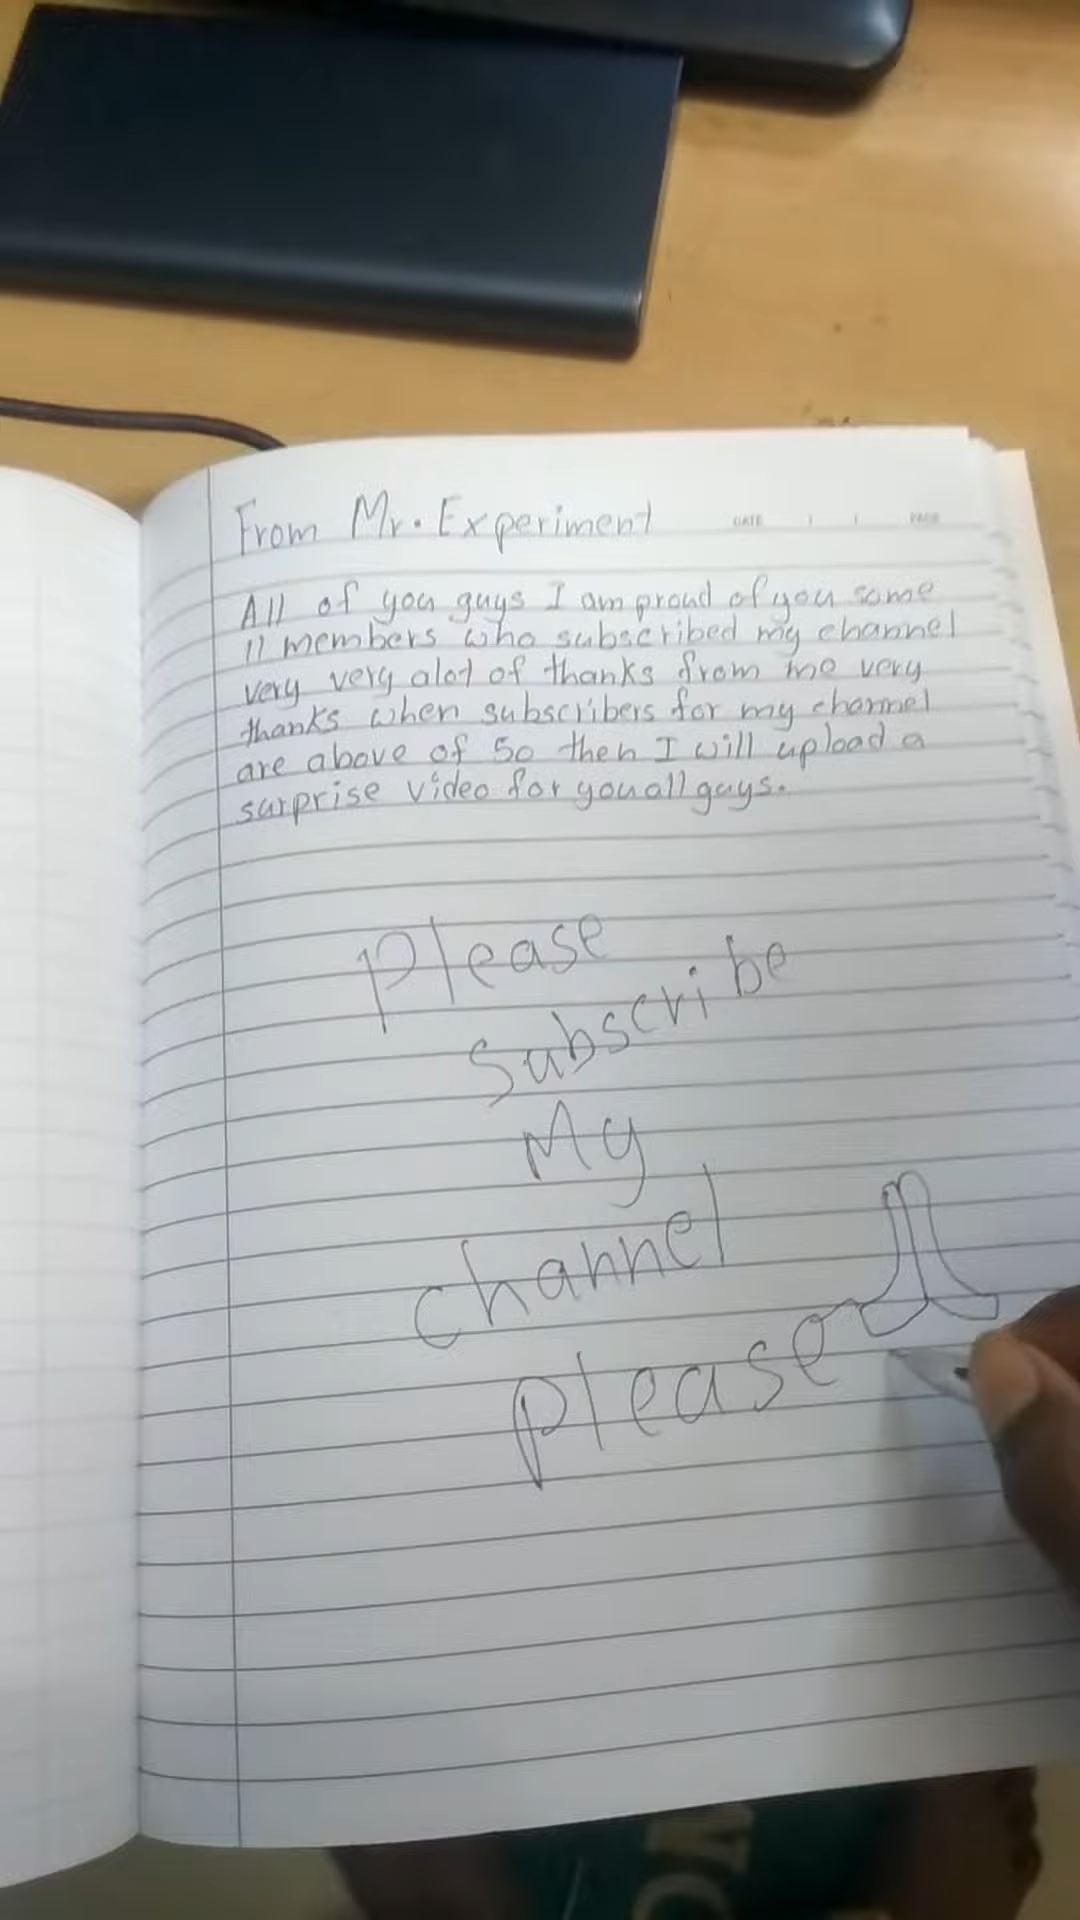 From Mr. Experiment
DATE
PAGE
All of you guys I am proud of you some
11 members who subscribed my channel
very very alot of thanks from me very
thanks when subscribers for my channel
are above of 50 then I will upload a
surprise video for you all guys.
Please
Subscribe
My
channel
please